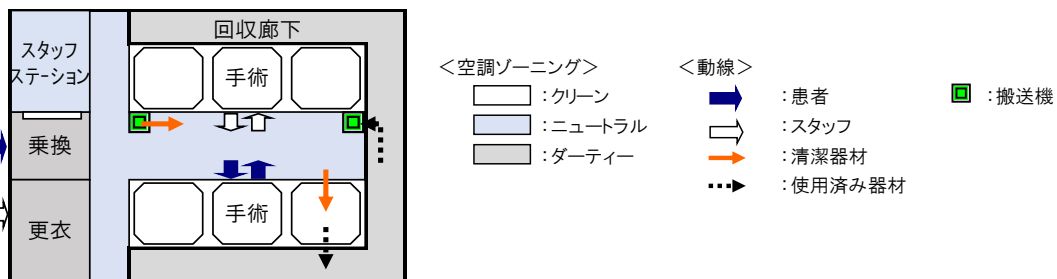 回収廊下
スタッフ
ステーション
手術
乗換
手術
更衣
＜空調ゾーニング＞
：クリーン
：ニュートラル
：ダーティー
＜動線＞
：患者
：スタッフ
：清潔器材
：使用済み器材
：搬送機